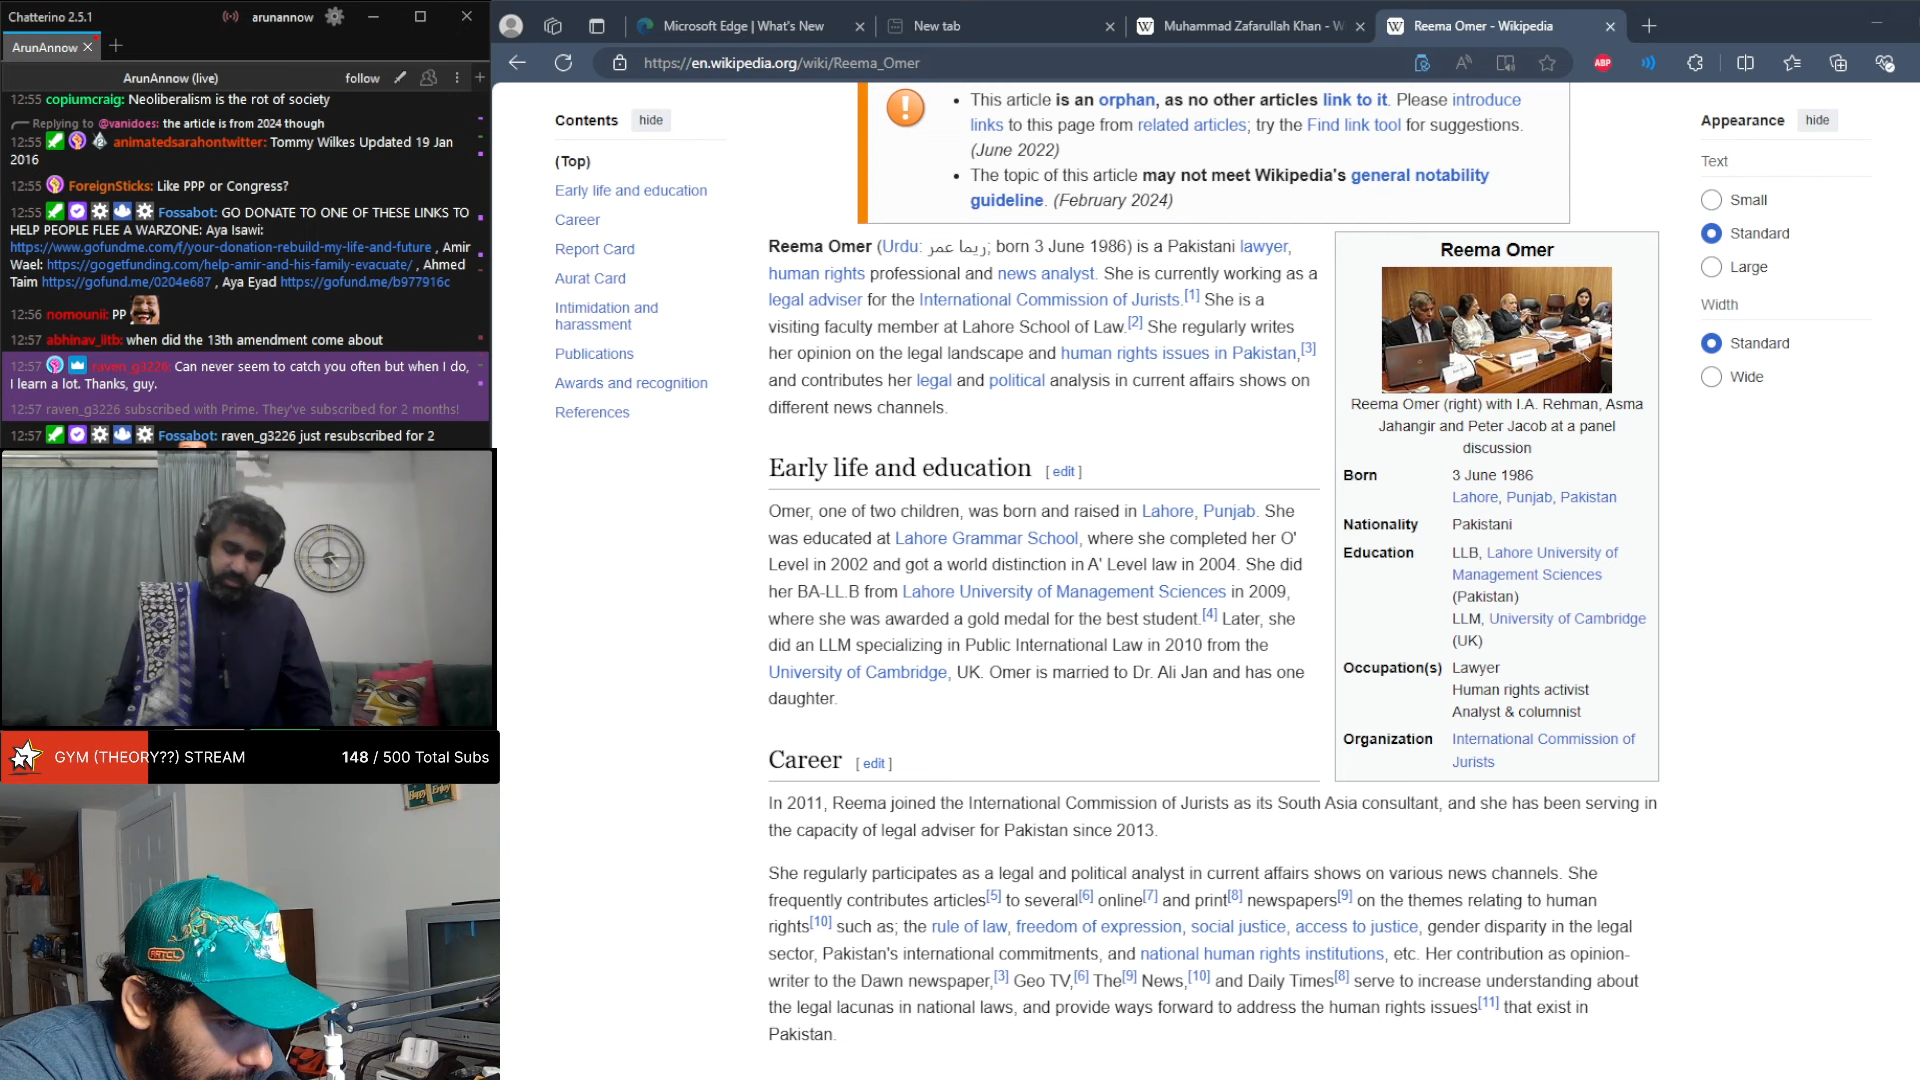 Chatterino 2.5.1
arunannow
ArunAnnow
ArunAnnow (live)
follow
12:55 copiumcraig: Neoliberalism is the rot of society
Replying to @vanidoes: the article is from 2024 though
12:55 animatedsarahontwitter: Tommy Wilkes Updated 19 Jan
2016
12:55 ForeignSticks: Like PPP or Congress?
12:55 Fossabot: GO DONATE TO ONE OF THESE LINKS TO
HELP PEOPLE FLEE A WARZONE: Aya Isawi:
https://www.gofundme.com/f/your-donation-rebuild-my-life-and-future , Amir
Wael: https://gogetfunding.com/help-amir-and-his-family-evacuate/ , Ahmed
Taim https://gofund.me/0204e687 , Aya Eyad https://gofund.me/b977916c
12:56 nomounii: PP
12:57 abhinav_iitb: when did the 13th amendment come about
12:57 raven_g3226: Can never seem to catch you often but when I do,
I learn a lot. Thanks, guy.
12:57 raven_g3226 subscribed with Prime. They've subscribed for 2 months!
12:57 Fossabot: raven_g3226 just resubscribed for 2
GYM (THEORY??) STREAM
148 / 500 Total Subs
ARTCL
Microsoft Edge | What's New
New tab
Muhammad Zafarullah Khan - W
Reema Omer - Wikipedia
https://en.wikipedia.org/wiki/Reema_Omer
ABP
Contents
hide
(Top)
Early life and education
Career
Report Card
Aurat Card
Intimidation and
harassment
Publications
Awards and recognition
References
This article is an orphan, as no other articles link to it. Please introduce
links to this page from related articles; try the Find link tool for suggestions.
(June 2022)
The topic of this article may not meet Wikipedia's general notability
guideline. (February 2024)
Reema Omer (Urdu: ریما عمر; born 3 June 1986) is a Pakistani lawyer,
human rights professional and news analyst. She is currently working as a
legal adviser for the International Commission of Jurists.[1] She is a
visiting faculty member at Lahore School of Law.[2] She regularly writes
her opinion on the legal landscape and human rights issues in Pakistan,[3]
and contributes her legal and political analysis in current affairs shows on
different news channels.
Early life and education [ edit ]
Omer, one of two children, was born and raised in Lahore, Punjab. She
was educated at Lahore Grammar School, where she completed her O'
Level in 2002 and got a world distinction in A' Level law in 2004. She did
her BA-LL.B from Lahore University of Management Sciences in 2009,
where she was awarded a gold medal for the best student.[4] Later, she
did an LLM specializing in Public International Law in 2010 from the
University of Cambridge, UK. Omer is married to Dr. Ali Jan and has one
daughter.
Career [ edit ]
In 2011, Reema joined the International Commission of Jurists as its South Asia consultant, and she has been serving in
the capacity of legal adviser for Pakistan since 2013.
She regularly participates as a legal and political analyst in current affairs shows on various news channels. She
frequently contributes articles[5] to several[6] online[7] and print[8] newspapers[9] on the themes relating to human
rights[10] such as; the rule of law, freedom of expression, social justice, access to justice, gender disparity in the legal
sector, Pakistan's international commitments, and national human rights institutions, etc. Her contribution as opinion-
writer to the Dawn newspaper,[3] Geo TV,[6] The[9] News,[10] and Daily Times[8] serve to increase understanding about
the legal lacunas in national laws, and provide ways forward to address the human rights issues[11] that exist in
Pakistan.
Reema Omer
Reema Omer (right) with I.A. Rehman, Asma
Jahangir and Peter Jacob at a panel
discussion
Born 3 June 1986
Lahore, Punjab, Pakistan
Nationality Pakistani
Education LLB, Lahore University of
Management Sciences
(Pakistan)
LLM, University of Cambridge
(UK)
Occupation(s) Lawyer
Human rights activist
Analyst & columnist
Organization International Commission of
Jurists
Appearance
hide
Text
Small
Standard
Large
Width
Standard
Wide